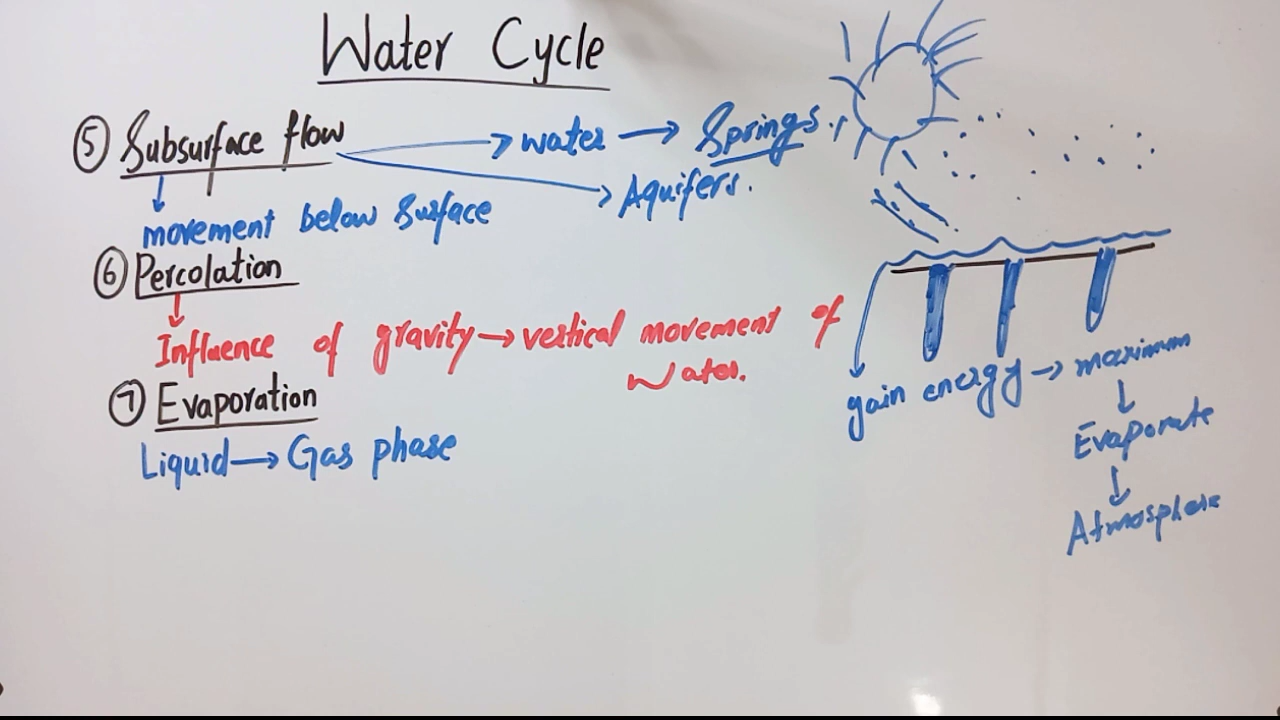 Water Cycle
⑤ Subsurface flow → water → Springs.
→ Aquifers.
↓
movement below Surface
⑥ Percolation
↓
Influence of gravity → vertical movement of
Water.
⑦ Evaporation
Liquid → Gas phase
gain energy → maximum
↓
Evaporate
↓
Atmosphere